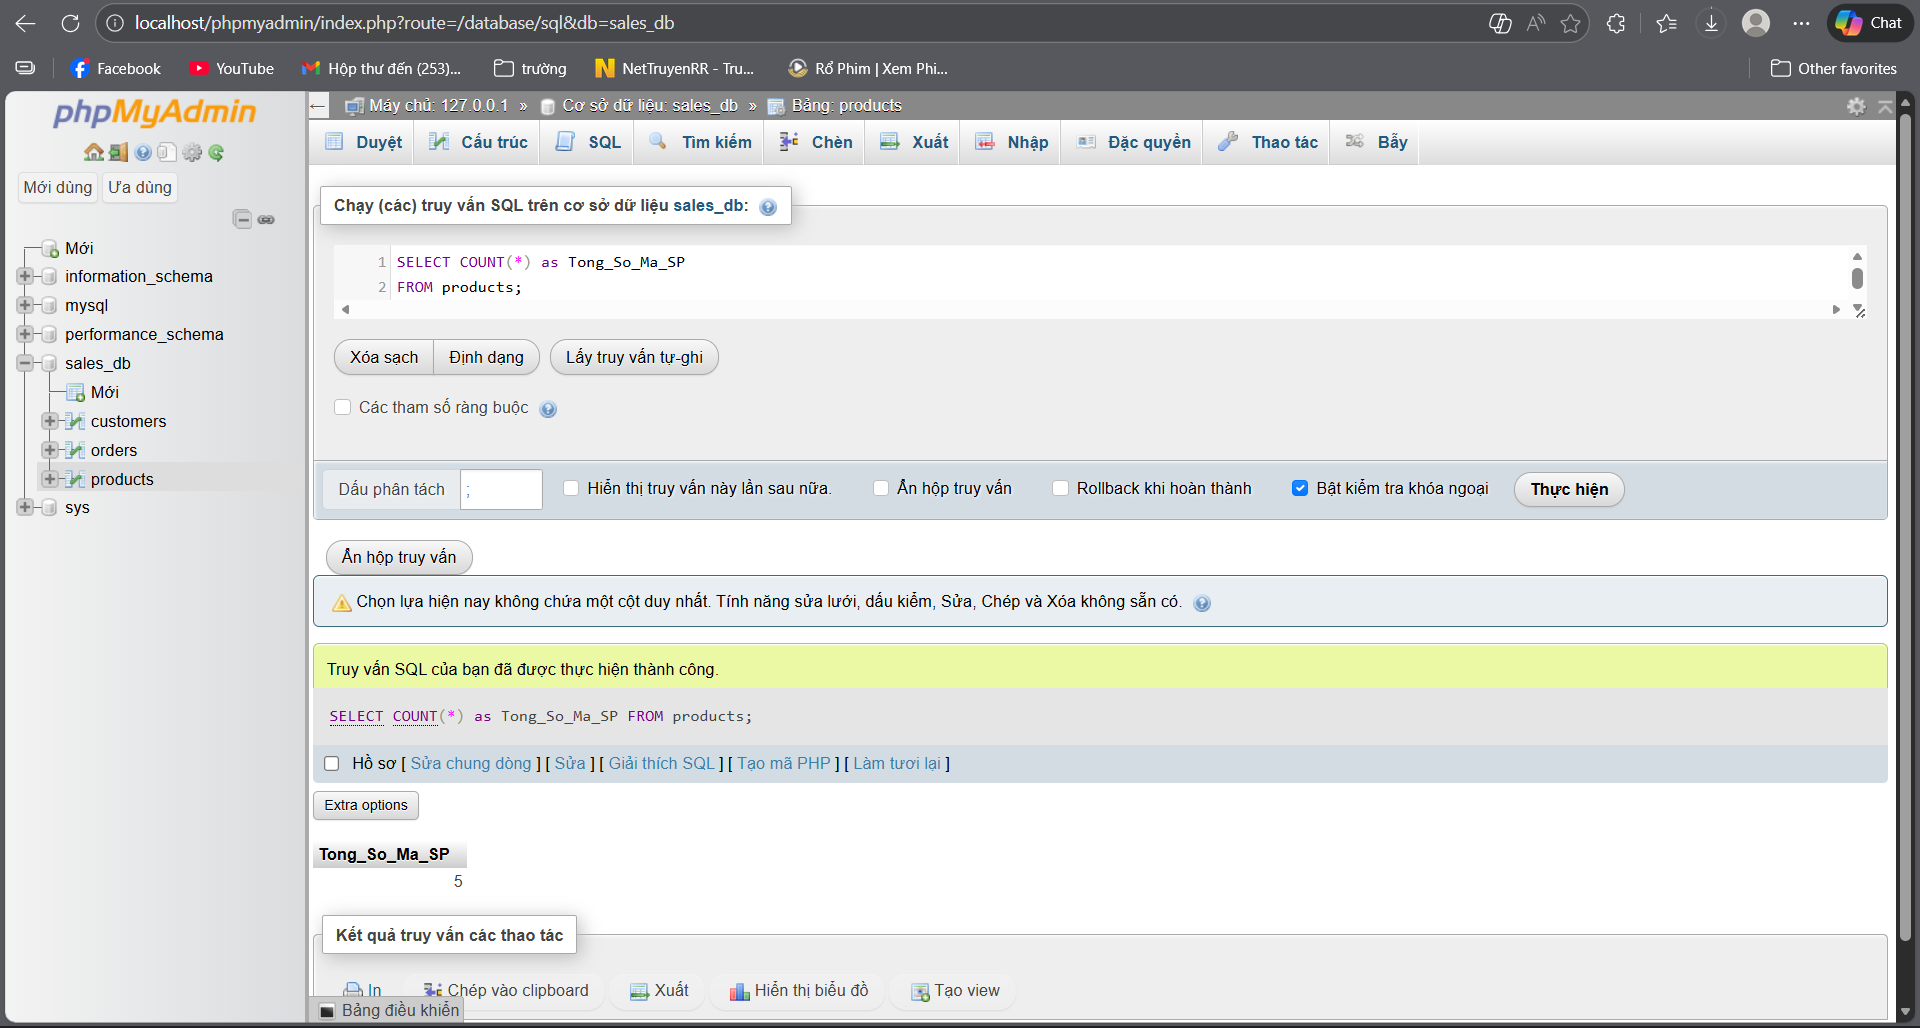 localhost/phpmyadmin/index.php?route=/database/sql&db=sales_db
Chat
Facebook
YouTube
Hộp thư đến (253)...
trường
NetTruyenRR - Tru...
Rổ Phim | Xem Phi...
Other favorites
phpMyAdmin
Mới dùng
Ưa dùng
Mới
information_schema
mysql
performance_schema
sales_db
Mới
customers
orders
products
sys
Máy chủ: 127.0.0.1 » Cơ sở dữ liệu: sales_db » Bảng: products
Duyệt
Cấu trúc
SQL
Tìm kiếm
Chèn
Xuất
Nhập
Đặc quyền
Thao tác
Bẫy
Chạy (các) truy vấn SQL trên cơ sở dữ liệu sales_db:
1 SELECT COUNT(*) as Tong_So_Ma_SP
2 FROM products;
Xóa sạch
Định dạng
Lấy truy vấn tự-ghi
Các tham số ràng buộc
Dấu phân tách
;
Hiển thị truy vấn này lần sau nữa.
Ẩn hộp truy vấn
Rollback khi hoàn thành
Bật kiểm tra khóa ngoại
Thực hiện
Ẩn hộp truy vấn
Chọn lựa hiện nay không chứa một cột duy nhất. Tính năng sửa lưới, dấu kiểm, Sửa, Chép và Xóa không sẵn có.
Truy vấn SQL của bạn đã được thực hiện thành công.
SELECT COUNT(*) as Tong_So_Ma_SP FROM products;
Hồ sơ [ Sửa chung dòng ] [ Sửa ] [ Giải thích SQL ] [ Tạo mã PHP ] [ Làm tươi lại ]
Extra options
Tong_So_Ma_SP
5
Kết quả truy vấn các thao tác
In
Chép vào clipboard
Xuất
Hiển thị biểu đồ
Tạo view
Bảng điều khiển